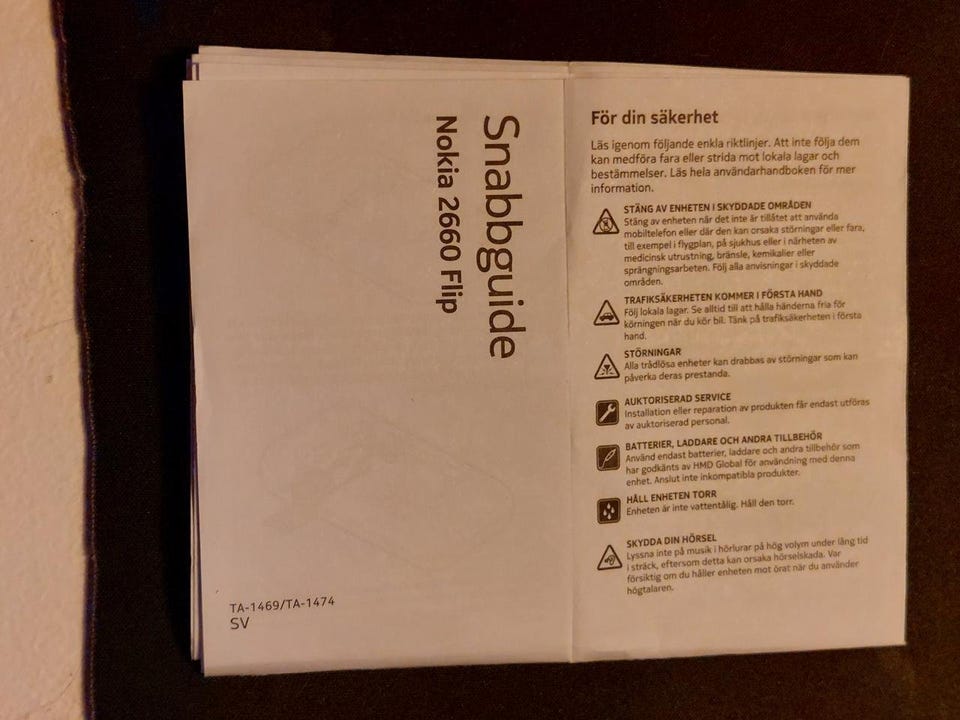 Snabbguide
Nokia 2660 Flip
TA-1469/TA-1474
SV
För din säkerhet
Läs igenom följande enkla riktlinjer. Att inte följa dem
kan medföra fara eller strida mot lokala lagar och
bestämmelser. Läs hela användarhandboken för mer
information.
STÄNG AV ENHETEN I SKYDDADE OMRÅDEN
Stäng av enheten när det inte är tillåtet att använda
mobiltelefon eller där den kan orsaka störningar eller fara,
till exempel i flygplan, på sjukhus eller i närheten av
medicinsk utrustning, bränsle, kemikalier eller
sprängningsarbeten. Följ alla anvisningar i skyddade
områden.
TRAFIKSÄKERHETEN KOMMER I FÖRSTA HAND
Följ lokala lagar. Se alltid till att hålla händerna fria för
körningen när du kör bil. Tänk på trafiksäkerheten i första
hand.
STÖRNINGAR
Alla trådlösa enheter kan drabbas av störningar som kan
påverka deras prestanda.
AUKTORISERAD SERVICE
Installation eller reparation av produkten får endast utföras
av auktoriserad personal.
BATTERIER, LADDARE OCH ANDRA TILLBEHÖR
Använd endast batterier, laddare och andra tillbehör som
har godkänts av HMD Global för användning med denna
enhet. Anslut inte inkompatibla produkter.
HÅLL ENHETEN TORR
Enheten är inte vattentålig. Håll den torr.
SKYDDA DIN HÖRSEL
Lyssna inte på musik i hörlurar på hög volym under lång tid
i sträck, eftersom detta kan orsaka hörselskada. Var
försiktig om du håller enheten mot örat när du använder
högtalaren.